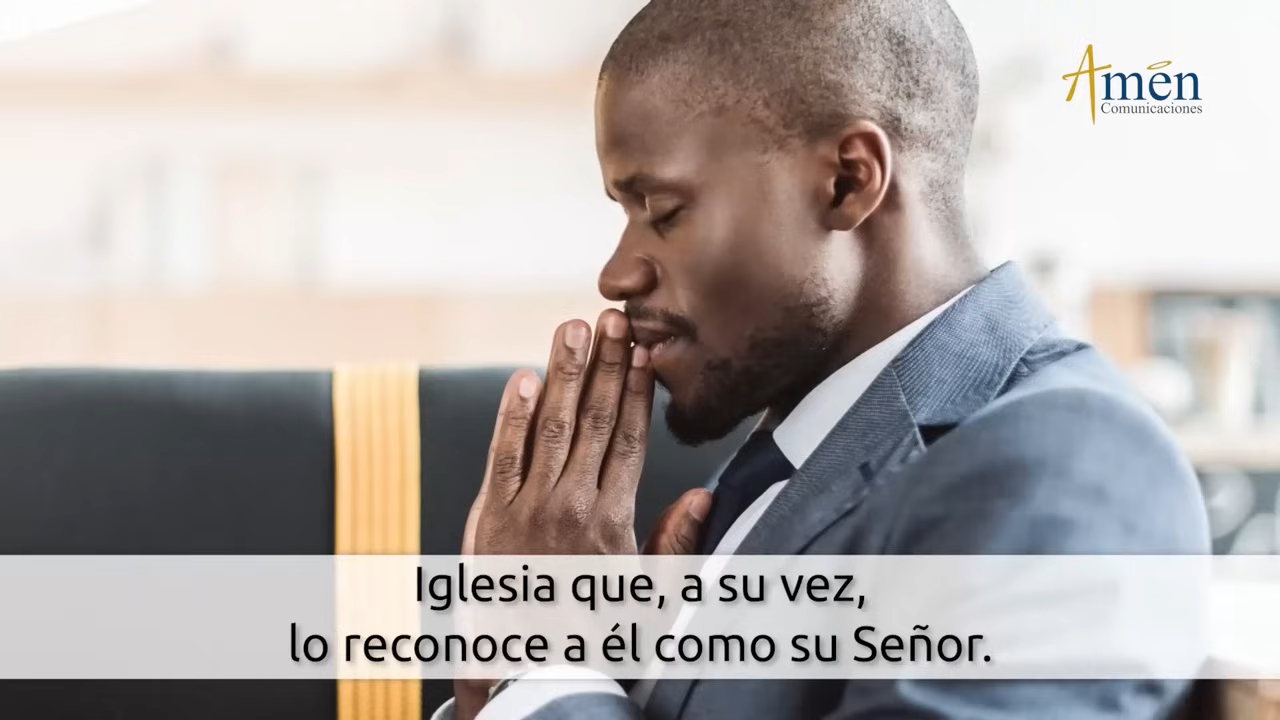 Amén
Comunicaciones
Iglesia que, a su vez,
lo reconoce a él como su Señor.